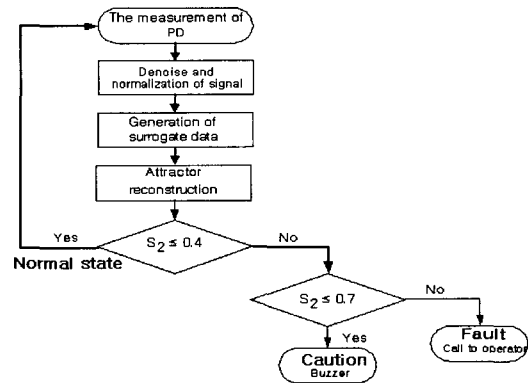 The measurement of
PD
Denoise and
normalization of signal
Generation of
surrogate data
Attractor
reconstruction
Yes
S2 ≤ 0.4
No
Normal state
S2 ≤ 0.7
No
Yes
Fault
Call to operator
Caution
Buzzer